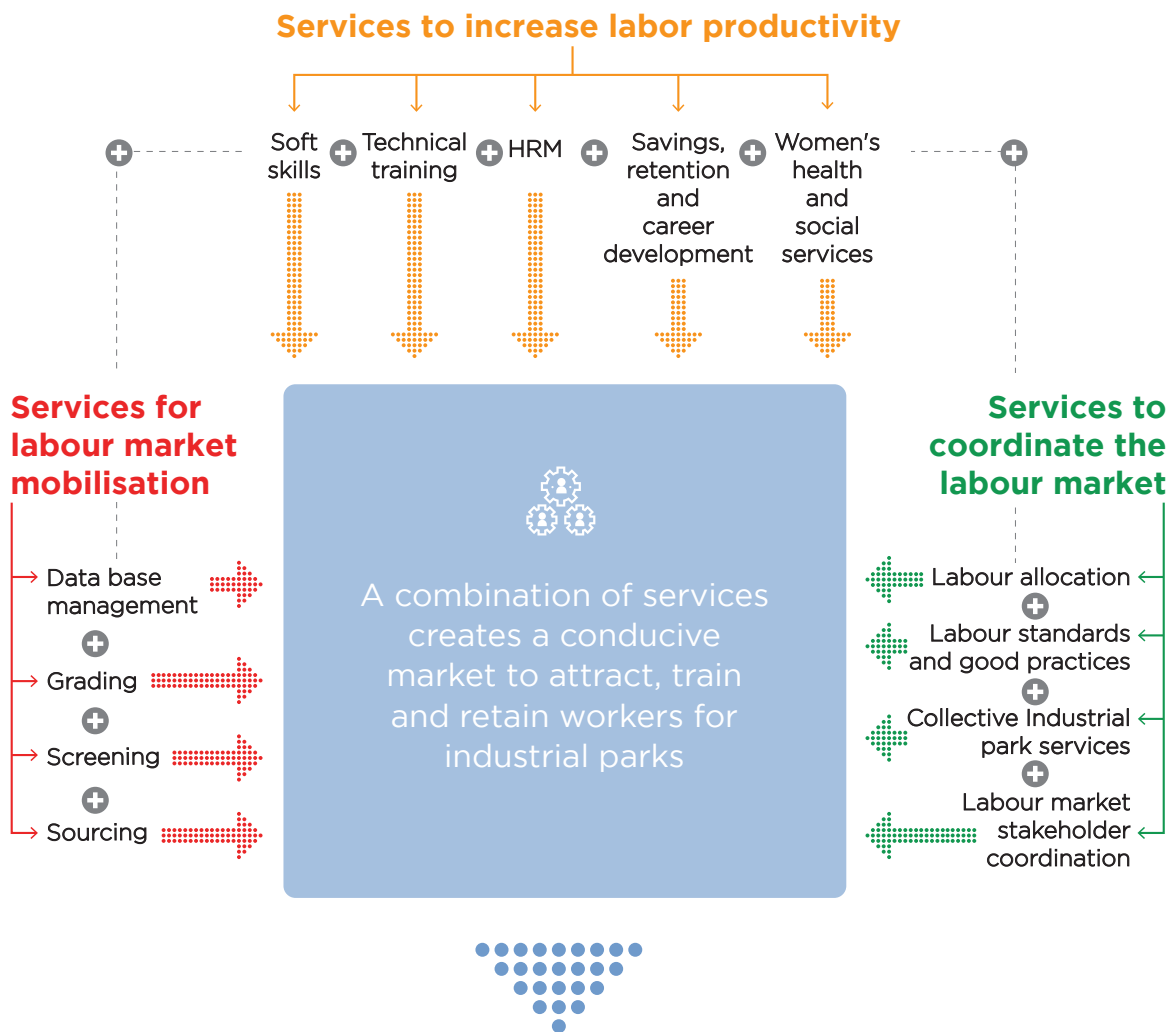 Services to increase labor productivity
Soft
skills
Technical
training
HRM
Savings,
retention
and
career
development
Women's
health
and
social
services
Services for
labour market
mobilisation
Data base
management
Grading
Screening
Sourcing
A combination of services
creates a conducive
market to attract, train
and retain workers for
industrial parks
Services to
coordinate the
labour market
Labour allocation
Labour standards
and good practices
Collective Industrial
park services
Labour market
stakeholder
coordination